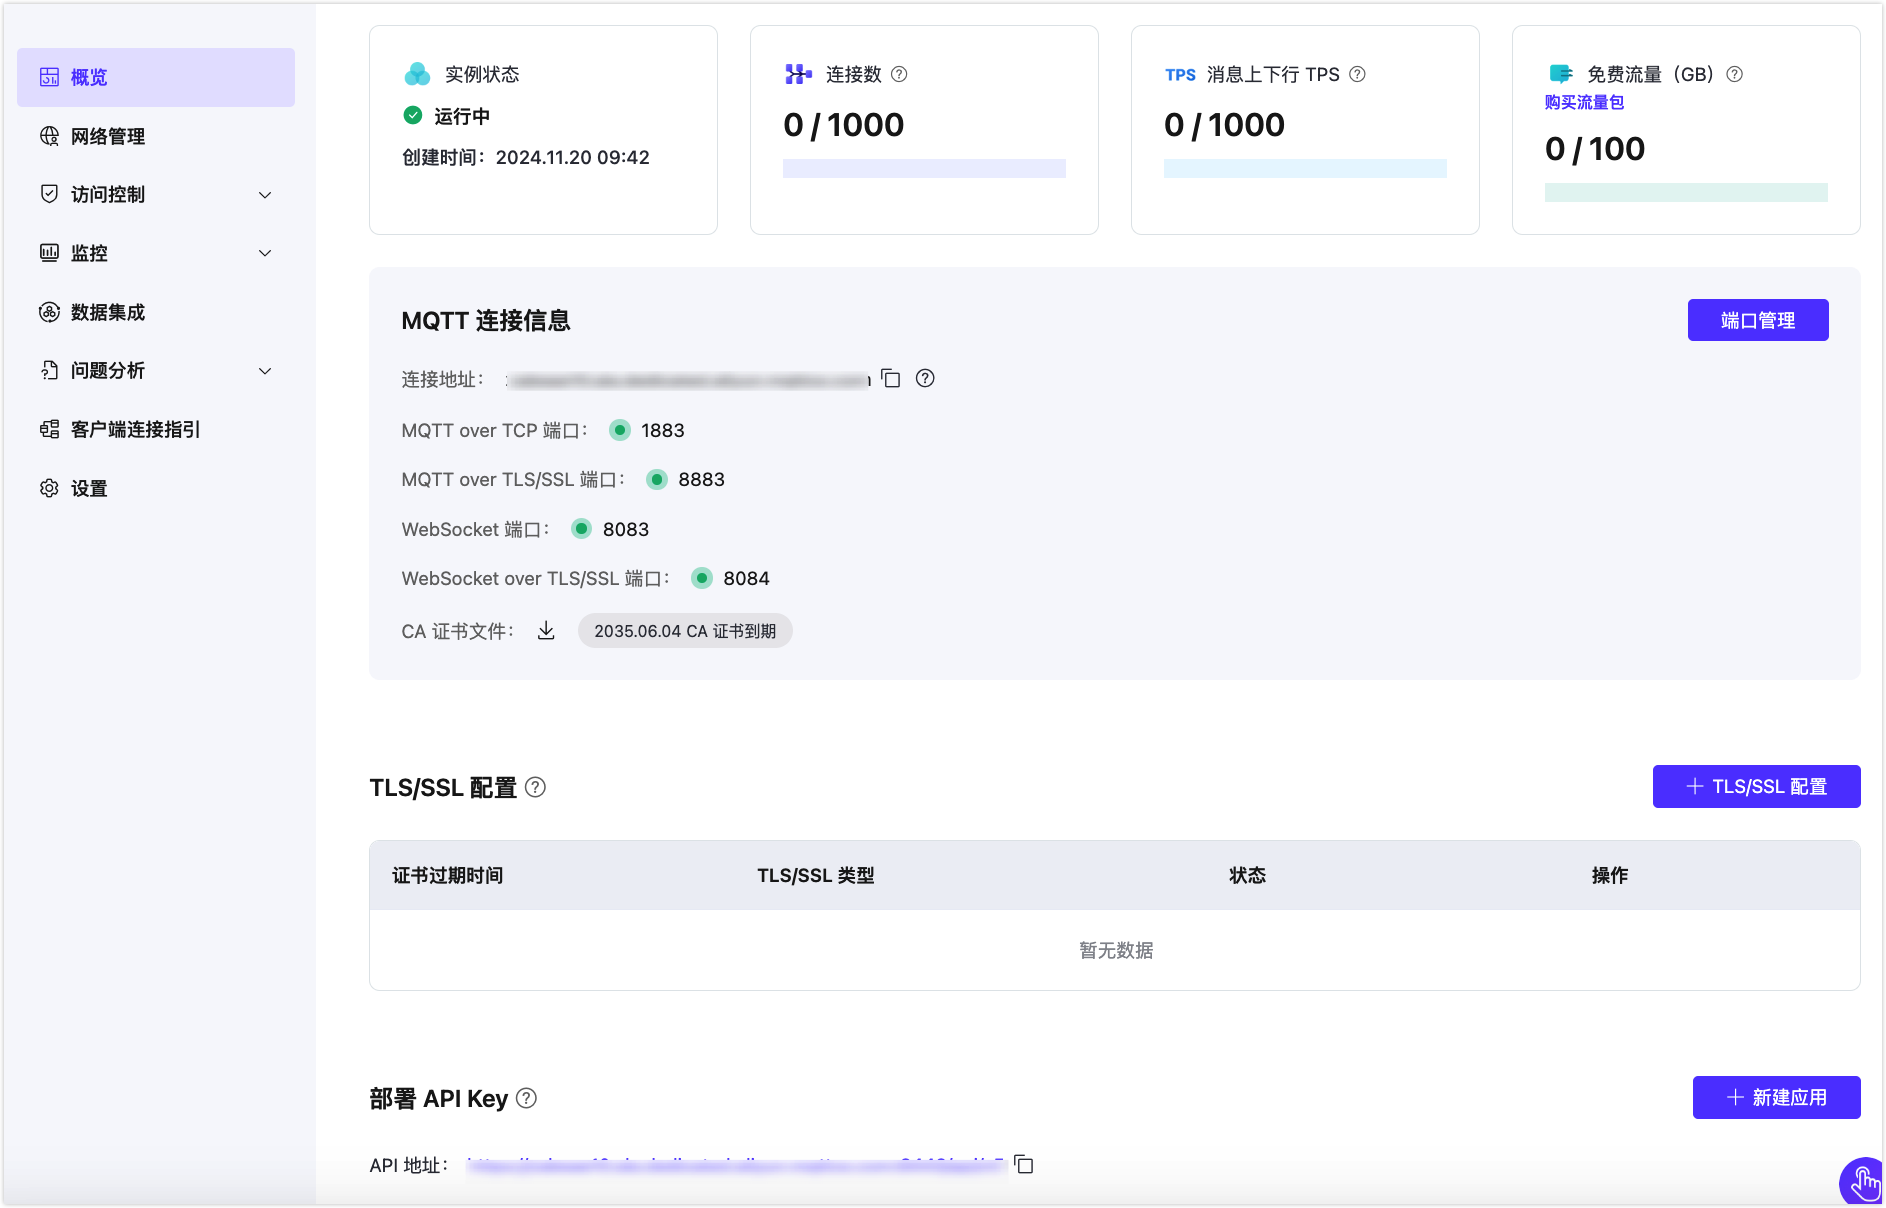 概览
网络管理
访问控制
监控
数据集成
问题分析
客户端连接指引
设置
实例状态
运行中
创建时间：2024.11.20 09:42
连接数
0 / 1000
TPS 消息上下行 TPS
0 / 1000
免费流量（GB）
购买流量包
0 / 100
MQTT 连接信息
端口管理
连接地址：
MQTT over TCP 端口： 1883
MQTT over TLS/SSL 端口： 8883
WebSocket 端口： 8083
WebSocket over TLS/SSL 端口： 8084
CA 证书文件： 2035.06.04 CA 证书到期
TLS/SSL 配置
TLS/SSL 配置
证书过期时间 TLS/SSL 类型 状态 操作
暂无数据
部署 API Key
新建应用
API 地址：